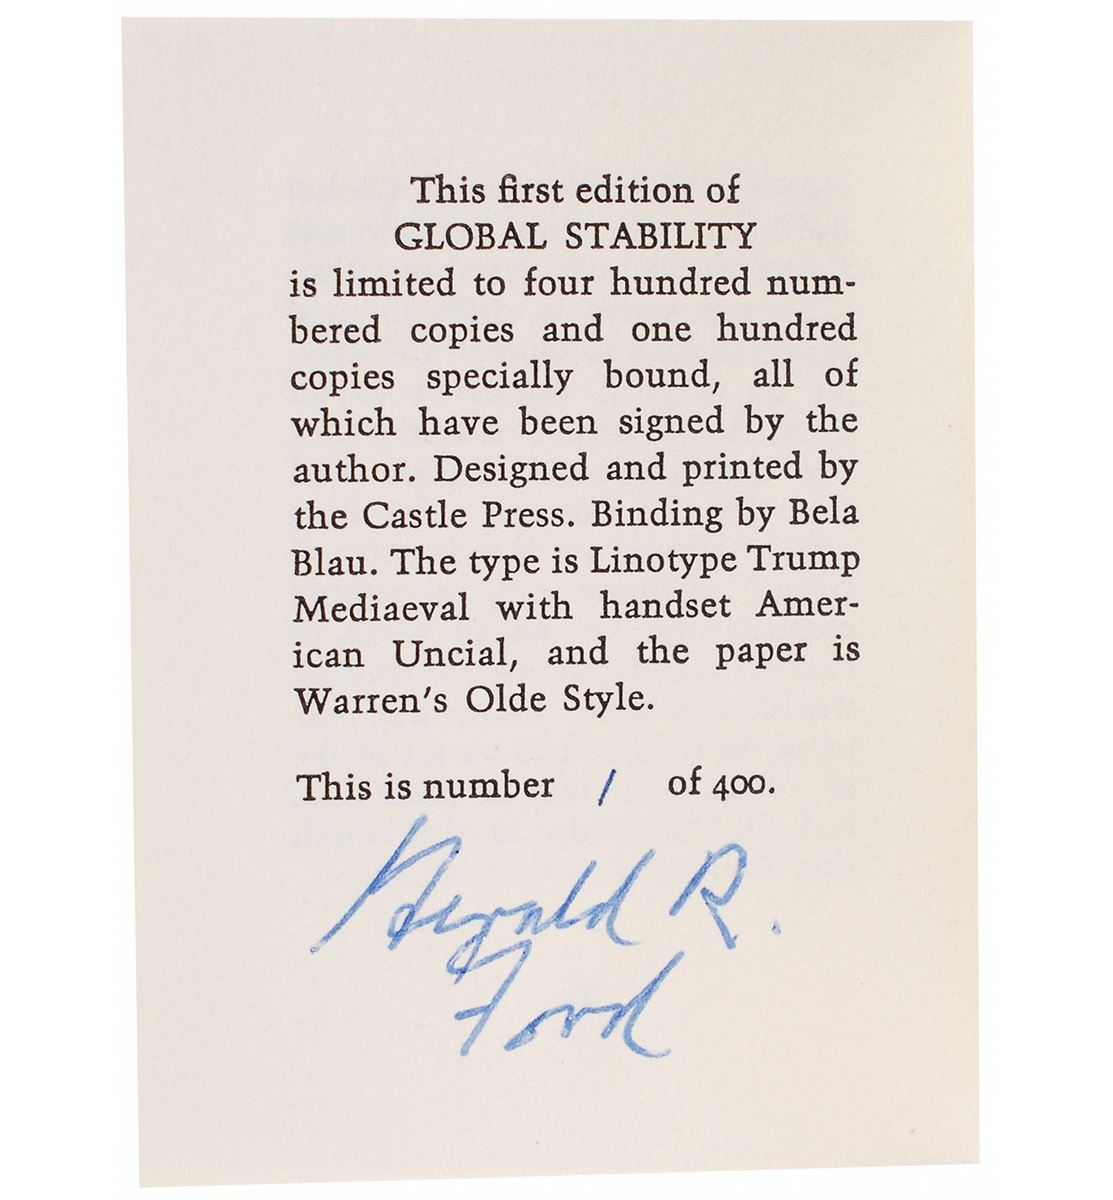 This first edition of
GLOBAL STABILITY
is limited to four hundred num-
bered copies and one hundred
copies specially bound, all of
which have been signed by the
author. Designed and printed by
the Castle Press. Binding by Bela
Blau. The type is Linotype Trump
Mediaeval with handset Amer-
ican Uncial, and the paper is
Warren's Olde Style.
This is number 1 of 400.
Gerald R.
Ford